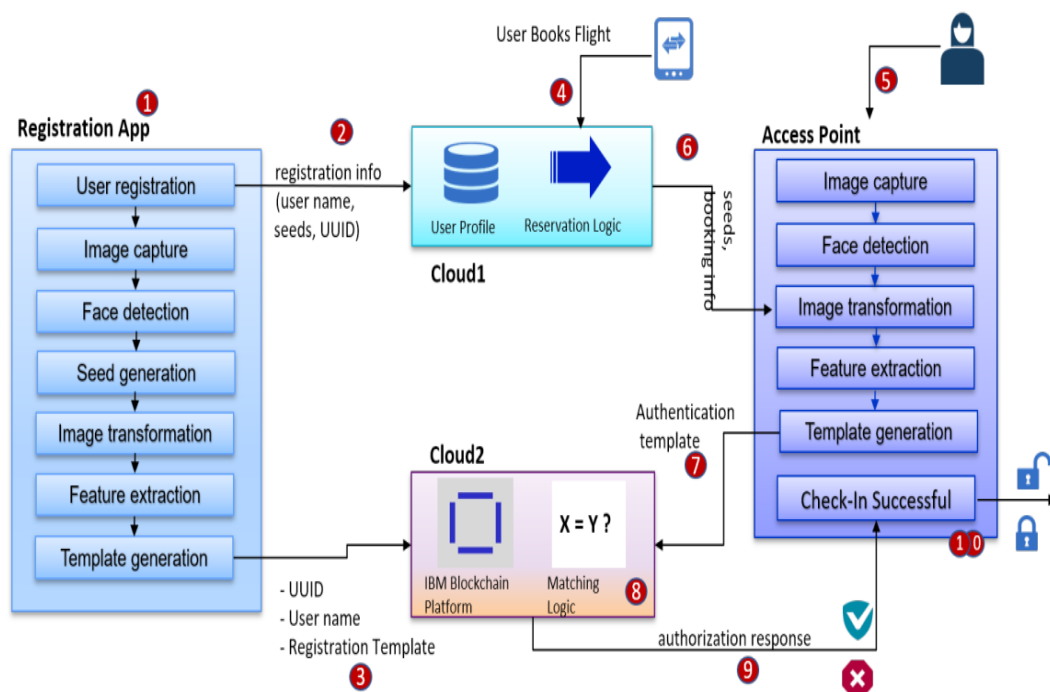 User Books Flight
1
2
4
5
6
Registration App
User registration
Image capture
Face detection
Seed generation
Image transformation
Feature extraction
Template generation
registration info
(user name,
seeds, UUID)
User Profile
Reservation Logic
Cloud1
seeds,
booking info
Access Point
Image capture
Face detection
Image transformation
Feature extraction
Template generation
Check-In Successful
10
Authentication
template
7
Cloud2
X = Y ?
IBM Blockchain
Platform
Matching
Logic
8
- UUID
- User name
- Registration Template
3
authorization response
9